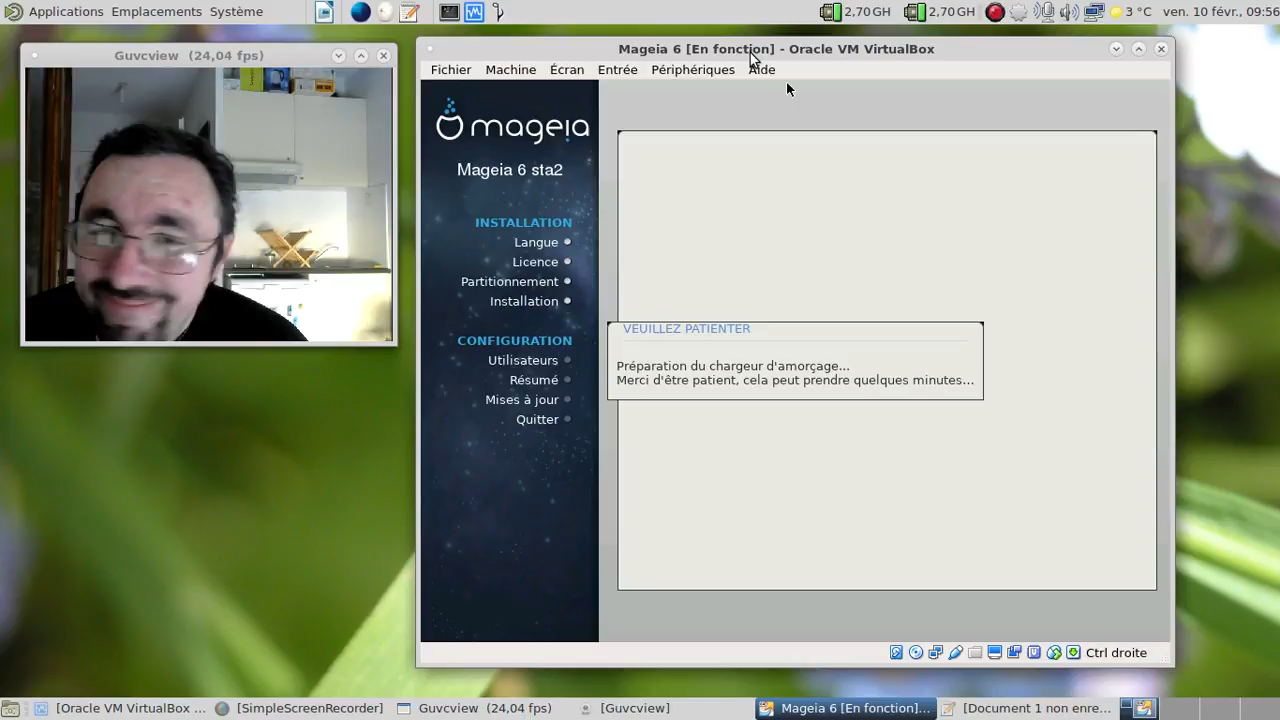 Applications Emplacements Système
2,70 GH 2,70 GH 3 °C ven. 10 févr., 09:56
Guvcview (24,04 fps)
Mageia 6 [En fonction] - Oracle VM VirtualBox
Fichier Machine Écran Entrée Périphériques Aide
mageia
Mageia 6 sta2
INSTALLATION
Langue
Licence
Partitionnement
Installation
CONFIGURATION
Utilisateurs
Résumé
Mises à jour
Quitter
VEUILLEZ PATIENTER
Préparation du chargeur d'amorçage...
Merci d'être patient, cela peut prendre quelques minutes...
Ctrl droite
[Oracle VM VirtualBox ... [SimpleScreenRecorder] Guvcview (24,04 fps) [Guvcview] Mageia 6 [En fonction]... [Document 1 non enre...